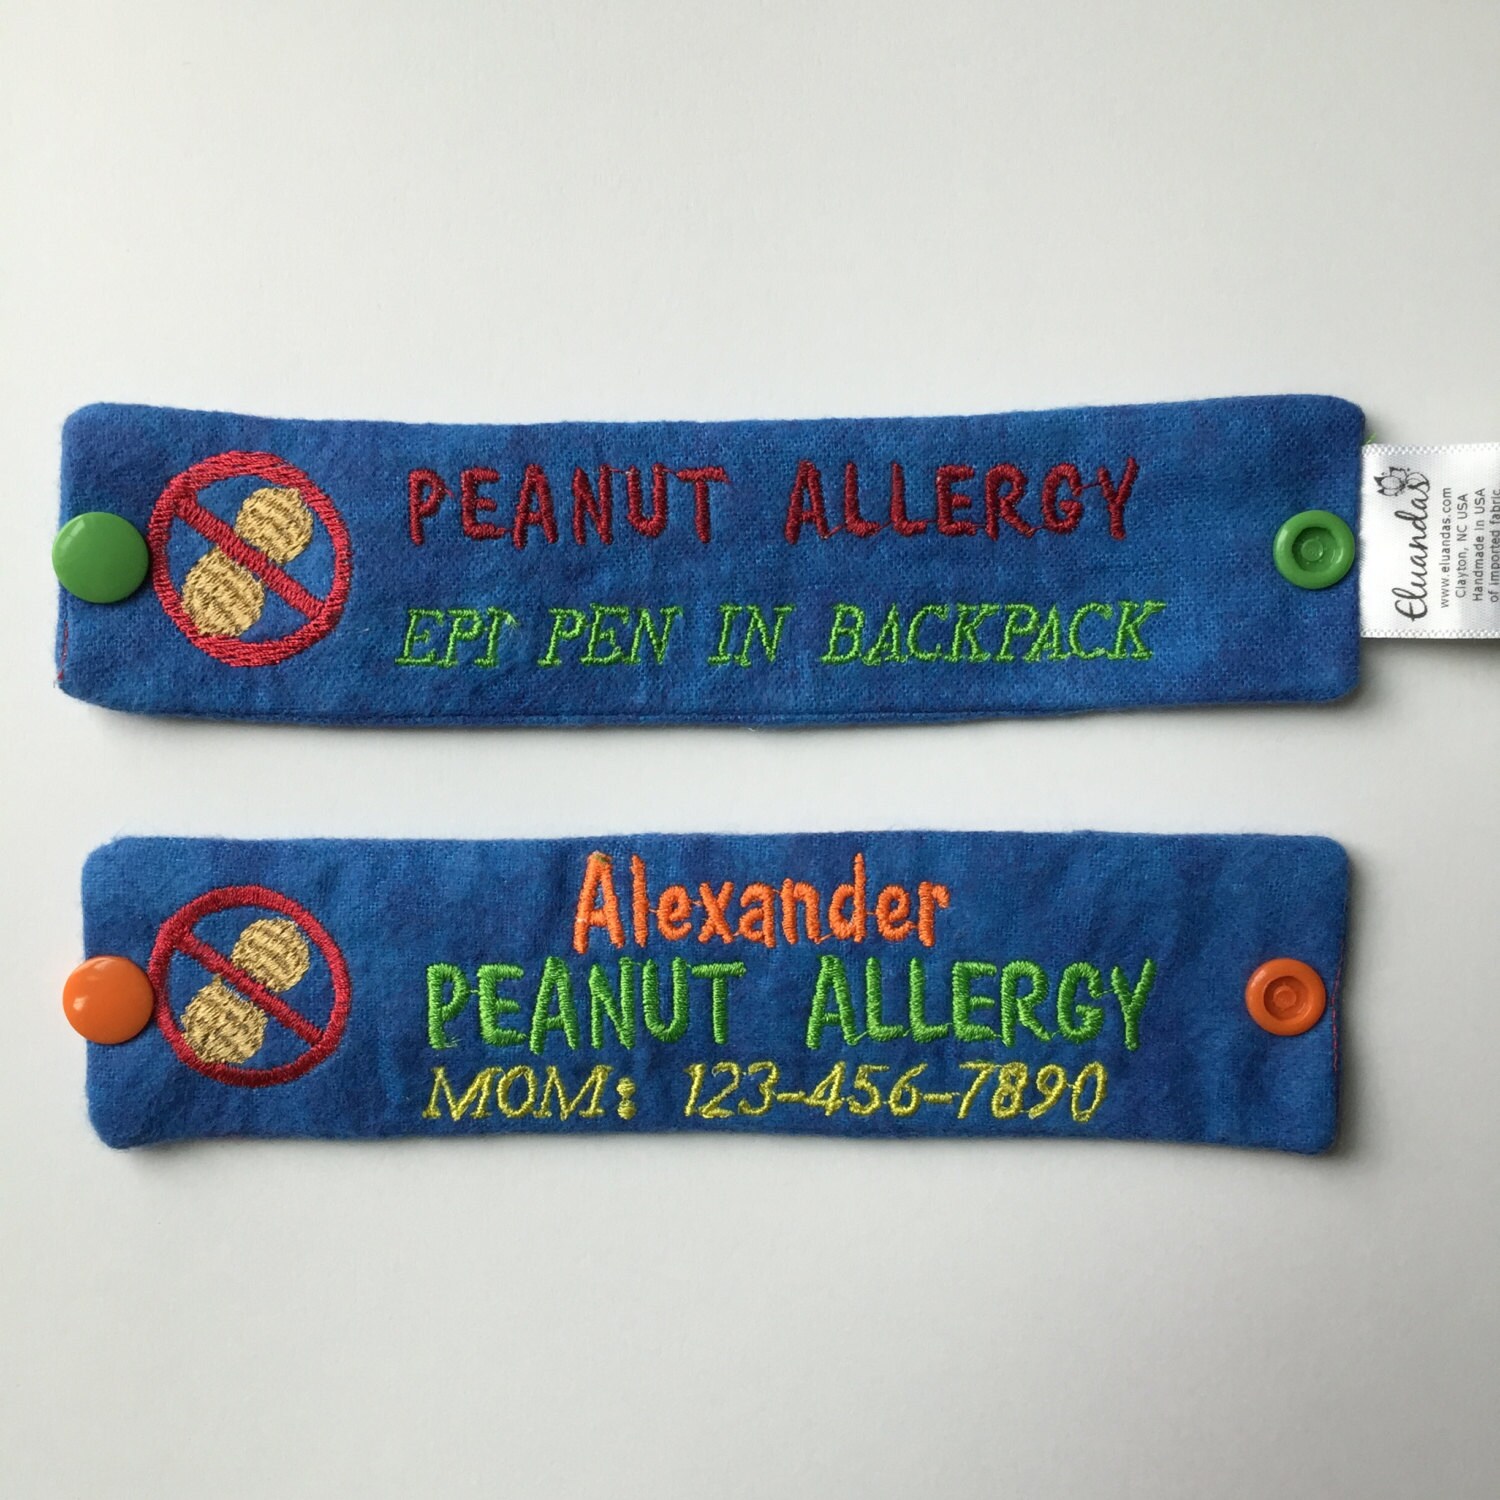 PEANUT ALLERGY
EPI PEN IN BACKPACK
Eluandas
www.eluandas.com
Clayton, NC USA
Handmade in USA
of imported fabric
Alexander
PEANUT ALLERGY
MOM: 123-456-7890